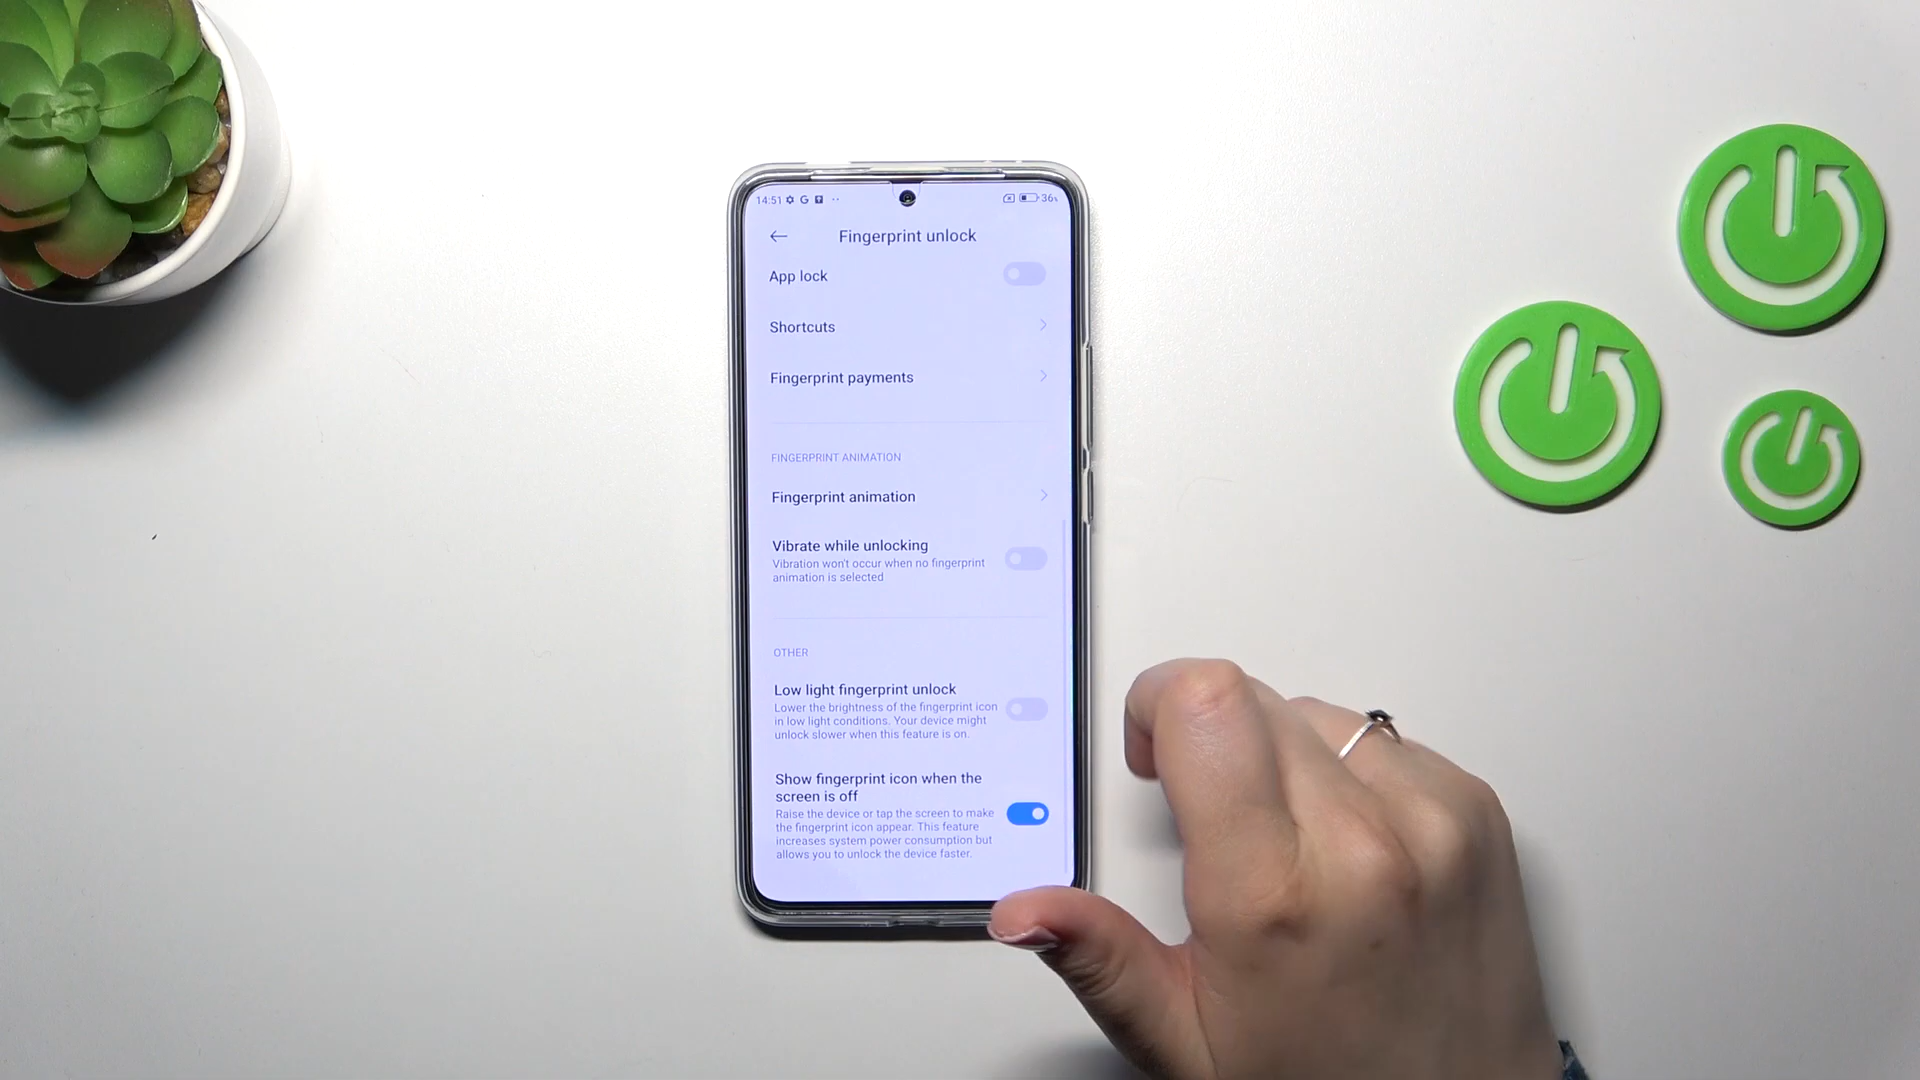 14:51 G 36%
Fingerprint unlock
App lock
Shortcuts
Fingerprint payments
FINGERPRINT ANIMATION
Fingerprint animation
Vibrate while unlocking
Vibration won't occur when no fingerprint
animation is selected
OTHER
Low light fingerprint unlock
Lower the brightness of the fingerprint icon
in low light conditions. Your device might
unlock slower when this feature is on.
Show fingerprint icon when the
screen is off
Raise the device or tap the screen to make
the fingerprint icon appear. This feature
increases system power consumption but
allows you to unlock the device faster.